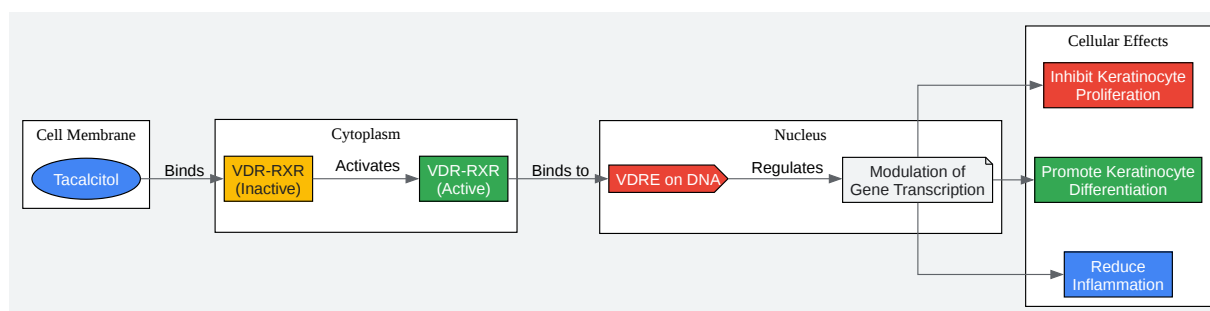 Cell Membrane
Tacalcitol
Binds
Cytoplasm
VDR-RXR
(Inactive)
Activates
VDR-RXR
(Active)
Binds to
Nucleus
VDRE on DNA
Regulates
Modulation of
Gene Transcription
Cellular Effects
Inhibit Keratinocyte
Proliferation
Promote Keratinocyte
Differentiation
Reduce
Inflammation